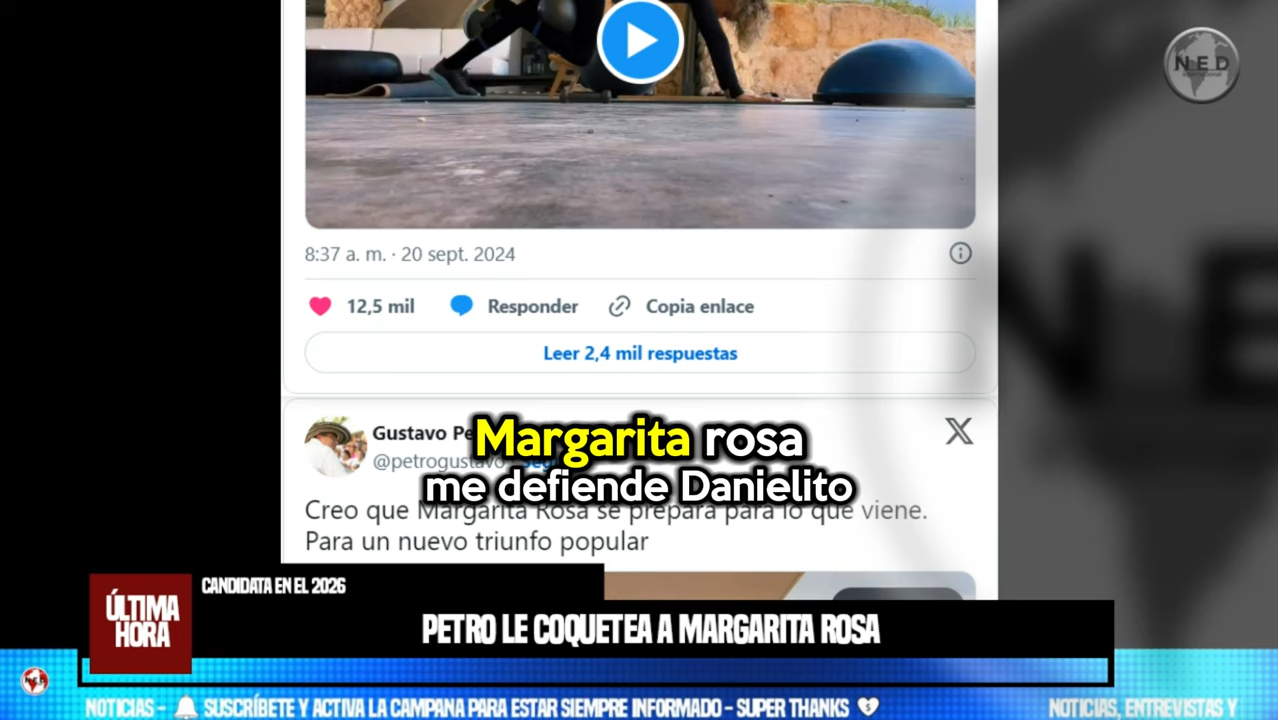 NED
International
8:37 a. m. · 20 sept. 2024
12,5 mil
Responder
Copia enlace
Leer 2,4 mil respuestas
Gustavo Pe
@petrogustavo
Margarita rosa
me defiende Danielito
Creo que Margarita Rosa se prepara para lo que viene.
Para un nuevo triunfo popular
CANDIDATA EN EL 2026
ÚLTIMA
HORA
PETRO LE COQUETEA A MARGARITA ROSA
NOTICIAS - SUSCRÍBETE Y ACTIVA LA CAMPANA PARA ESTAR SIEMPRE INFORMADO - SUPER THANKS
NOTICIAS, ENTREVISTAS Y